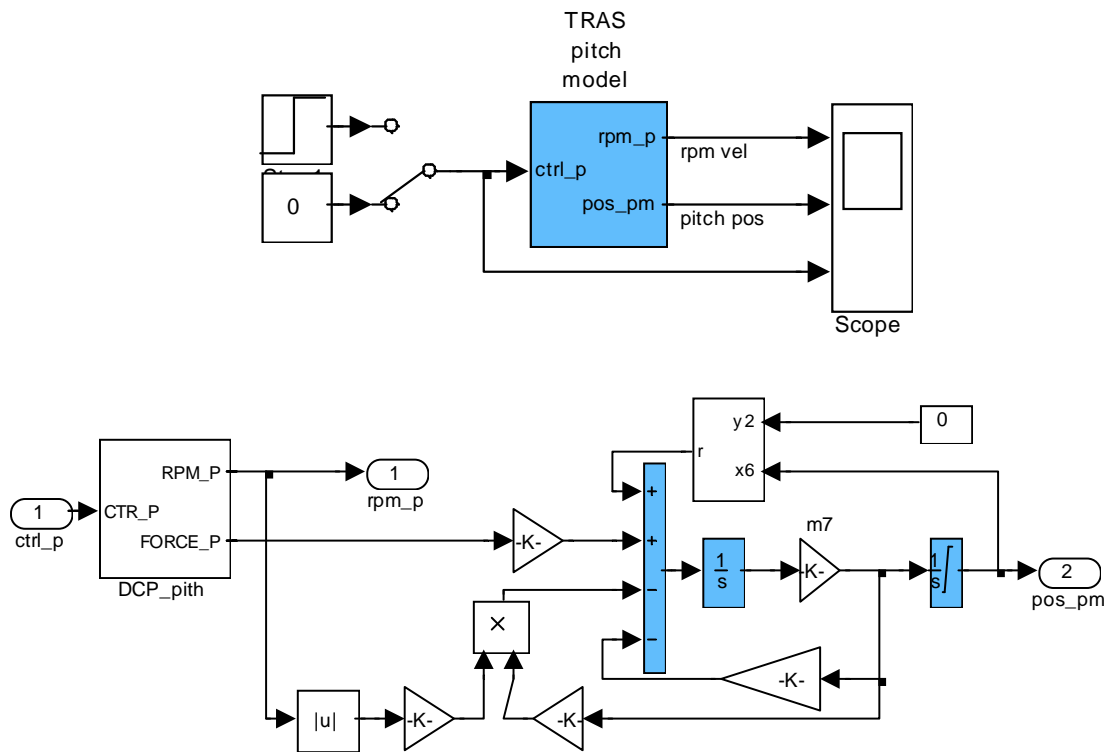 TRAS
pitch
model
rpm_p
rpm vel
ctrl_p
0
pos_pm
pitch pos
Scope
y2
0
r
x6
RPM_P
1
rpm_p
1
CTR_P
ctrl_p
FORCE_P
DCP_pith
+
+
−
−
-K-
1
s
m7
-K-
1
s
2
pos_pm
×
-K-
|u|
-K-
-K-